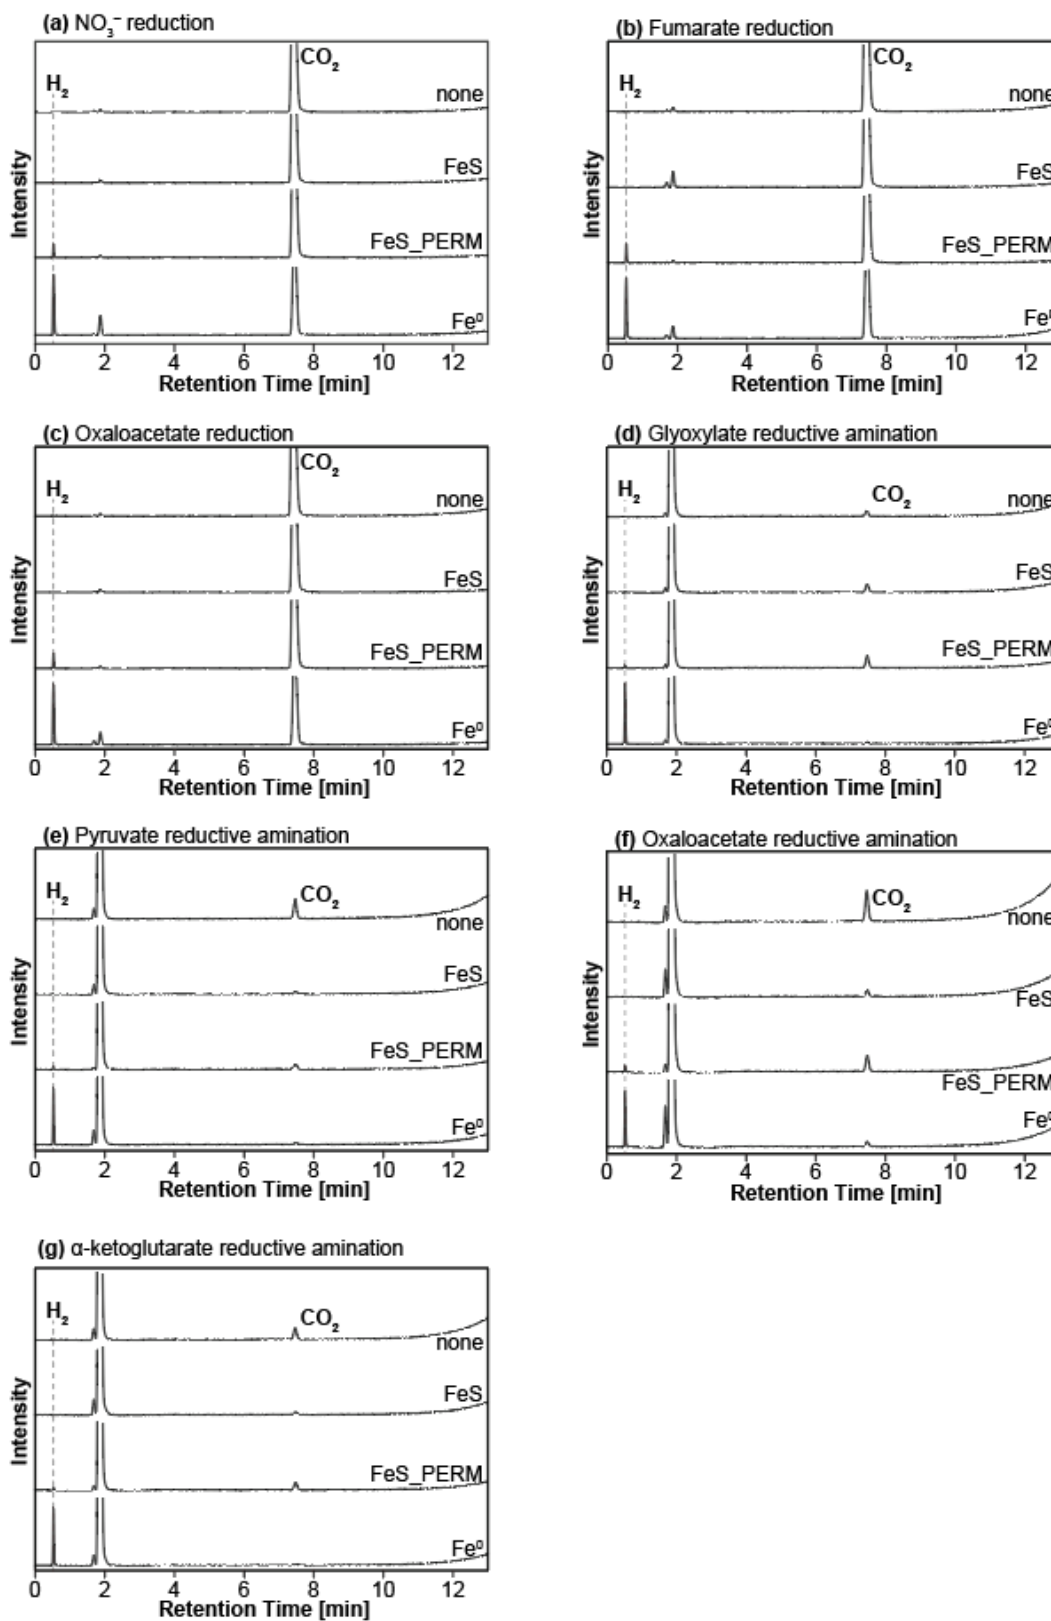 (a) NO₃⁻ reduction
CO₂
H₂
none
FeS
FeS_PERM
Fe⁰
Intensity
0 2 4 6 8 10 12
Retention Time [min]
(b) Fumarate reduction
CO₂
H₂
none
FeS
FeS_PERM
Fe⁰
Intensity
0 2 4 6 8 10 12
Retention Time [min]
(c) Oxaloacetate reduction
CO₂
H₂
none
FeS
FeS_PERM
Fe⁰
Intensity
0 2 4 6 8 10 12
Retention Time [min]
(d) Glyoxylate reductive amination
H₂
CO₂
none
FeS
FeS_PERM
Fe⁰
Intensity
0 2 4 6 8 10 12
Retention Time [min]
(e) Pyruvate reductive amination
H₂
CO₂
none
FeS
FeS_PERM
Fe⁰
Intensity
0 2 4 6 8 10 12
Retention Time [min]
(f) Oxaloacetate reductive amination
H₂
CO₂
none
FeS
FeS_PERM
Fe⁰
Intensity
0 2 4 6 8 10 12
Retention Time [min]
(g) α-ketoglutarate reductive amination
H₂
CO₂
none
FeS
FeS_PERM
Fe⁰
Intensity
0 2 4 6 8 10 12
Retention Time [min]